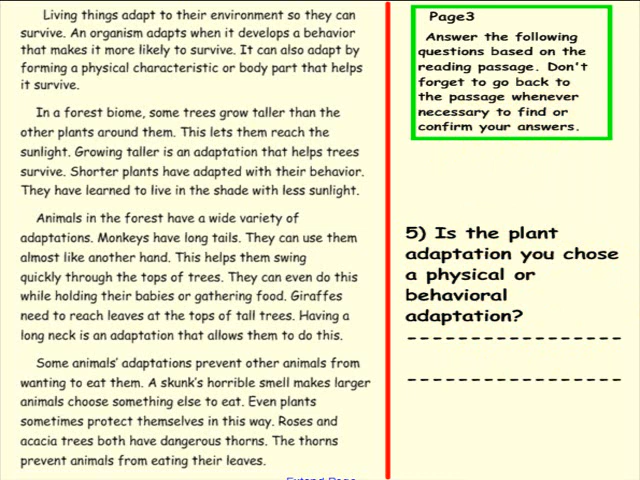 Living things adapt to their environment so they can
survive. An organism adapts when it develops a behavior
that makes it more likely to survive. It can also adapt by
forming a physical characteristic or body part that helps
it survive.
In a forest biome, some trees grow taller than the
other plants around them. This lets them reach the
sunlight. Growing taller is an adaptation that helps trees
survive. Shorter plants have adapted with their behavior.
They have learned to live in the shade with less sunlight.
Animals in the forest have a wide variety of
adaptations. Monkeys have long tails. They can use them
almost like another hand. This helps them swing
quickly through the tops of trees. They can even do this
while holding their babies or gathering food. Giraffes
need to reach leaves at the tops of tall trees. Having a
long neck is an adaptation that allows them to do this.
Some animals' adaptations prevent other animals from
wanting to eat them. A skunk's horrible smell makes larger
animals choose something else to eat. Even plants
sometimes protect themselves in this way. Roses and
acacia trees both have dangerous thorns. The thorns
prevent animals from eating their leaves.
Page3
Answer the following
questions based on the
reading passage. Don't
forget to go back to
the passage whenever
necessary to find or
confirm your answers.
5) Is the plant
adaptation you chose
a physical or
behavioral
adaptation?
Extend Page